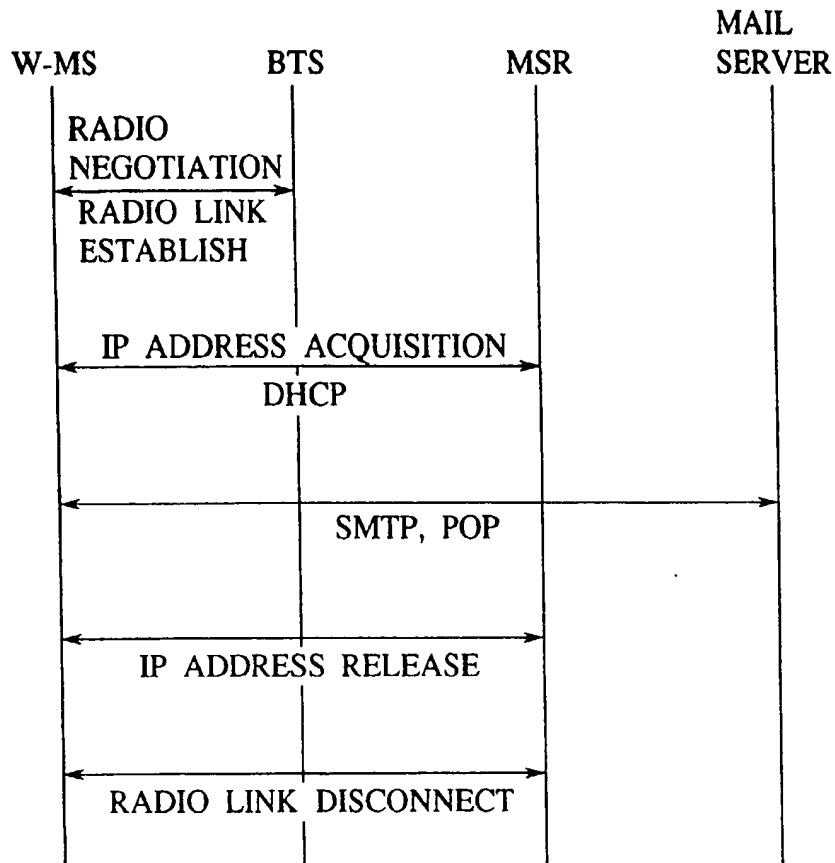 MAIL
W-MS BTS MSR SERVER
RADIO
NEGOTIATION
RADIO LINK
ESTABLISH
IP ADDRESS ACQUISITION
DHCP
SMTP, POP
IP ADDRESS RELEASE
RADIO LINK DISCONNECT